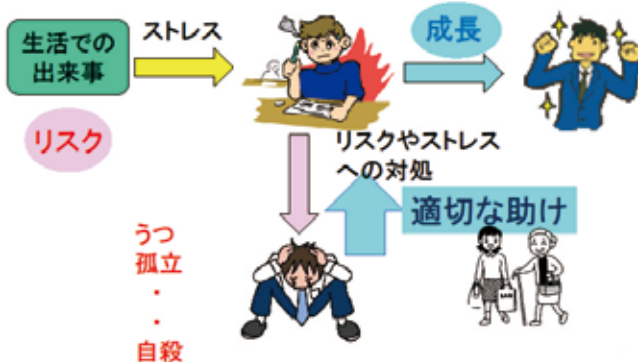 生活での
出来事
ストレス
成長
リスク
リスクやストレス
への対処
適切な助け
うつ
孤立
・
・
自殺